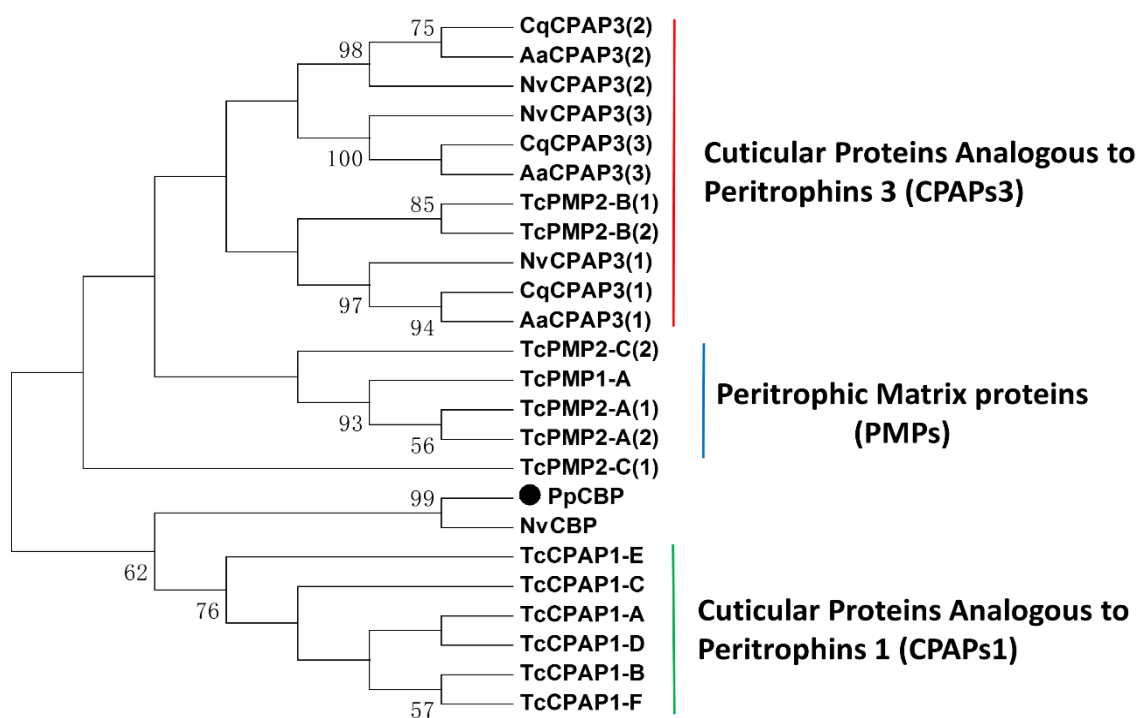 CqCPAP3(2)
75
AaCPAP3(2)
98
NvCPAP3(2)
NvCPAP3(3)
CqCPAP3(3)
100
AaCPAP3(3)
Cuticular Proteins Analogous to
Peritrophins 3 (CPAPs3)
TcPMP2-B(1)
85
TcPMP2-B(2)
NvCPAP3(1)
CqCPAP3(1)
97
94
AaCPAP3(1)
TcPMP2-C(2)
TcPMP1-A
TcPMP2-A(1)
93
TcPMP2-A(2)
56
Peritrophic Matrix proteins
(PMPs)
TcPMP2-C(1)
99
PpCBP
NvCBP
TcCPAP1-E
62
TcCPAP1-C
76
TcCPAP1-A
TcCPAP1-D
TcCPAP1-B
57
TcCPAP1-F
Cuticular Proteins Analogous to
Peritrophins 1 (CPAPs1)